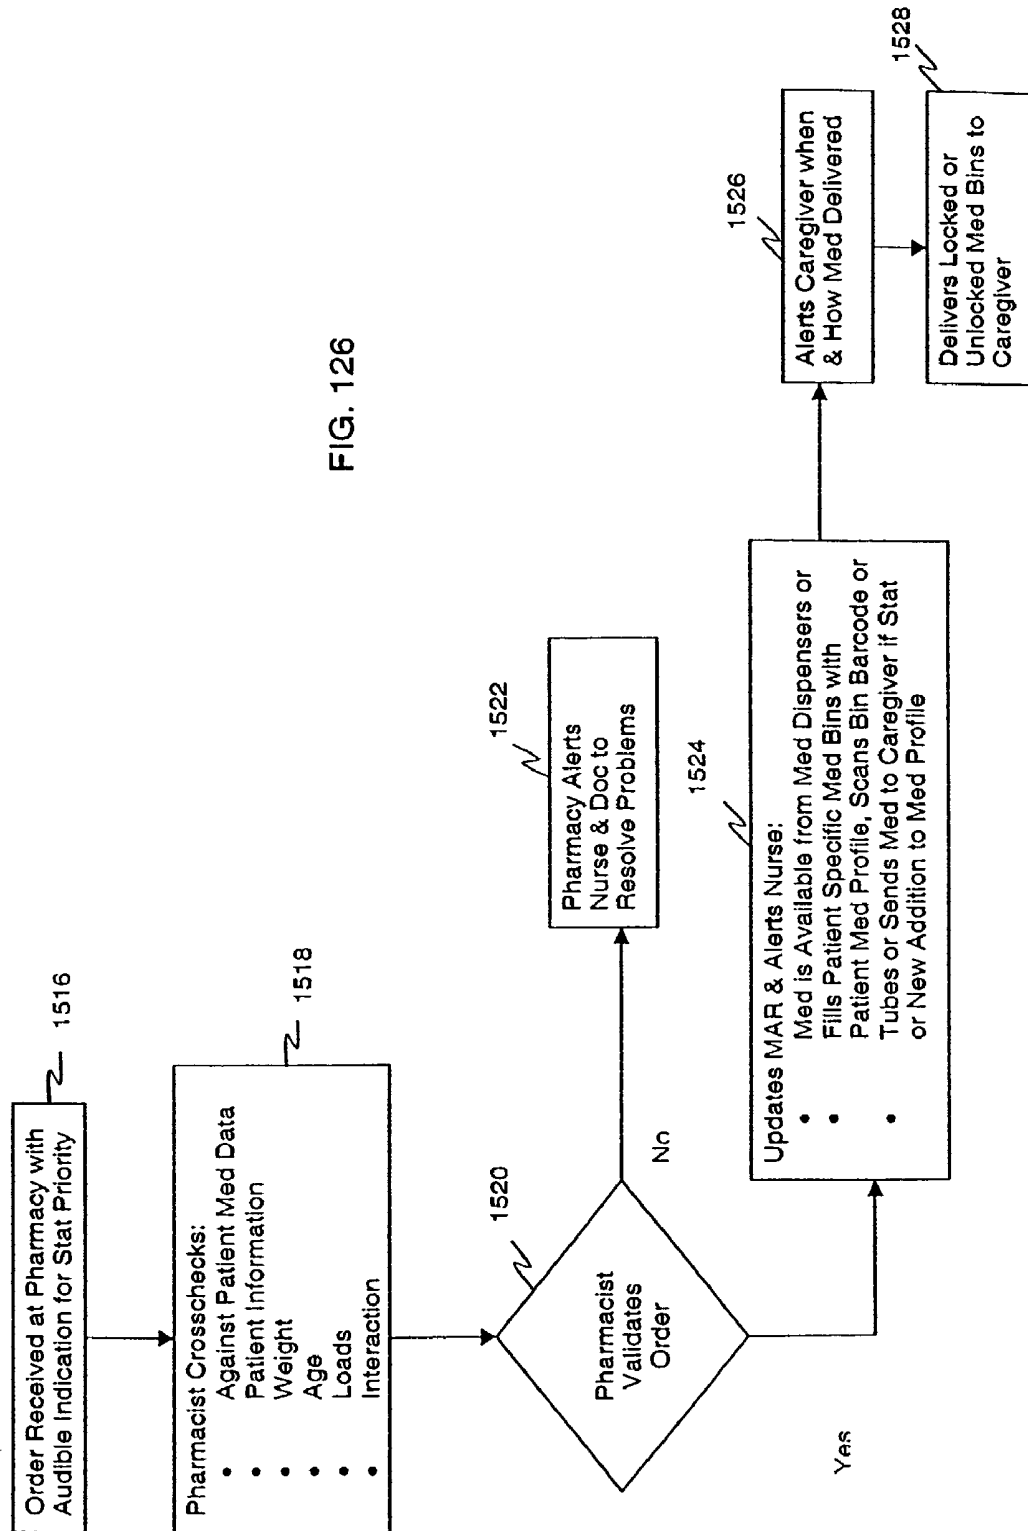 Order Received at Pharmacy with
Audible Indication for Stat Priority
1516
Pharmacist Crosschecks:
• Against Patient Med Data
• Patient Information
• Weight
• Age
• Loads
• Interaction
1518
Pharmacist
Validates
Order
1520
No
Yes
Pharmacy Alerts
Nurse & Doc to
Resolve Problems
1522
Updates MAR & Alerts Nurse:
• Med is Available from Med Dispensers or
• Fills Patient Specific Med Bins with
Patient Med Profile, Scans Bin Barcode or
• Tubes or Sends Med to Caregiver if Stat
or New Addition to Med Profile
1524
Alerts Caregiver when
& How Med Delivered
1526
Delivers Locked or
Unlocked Med Bins to
Caregiver
1528
FIG. 126